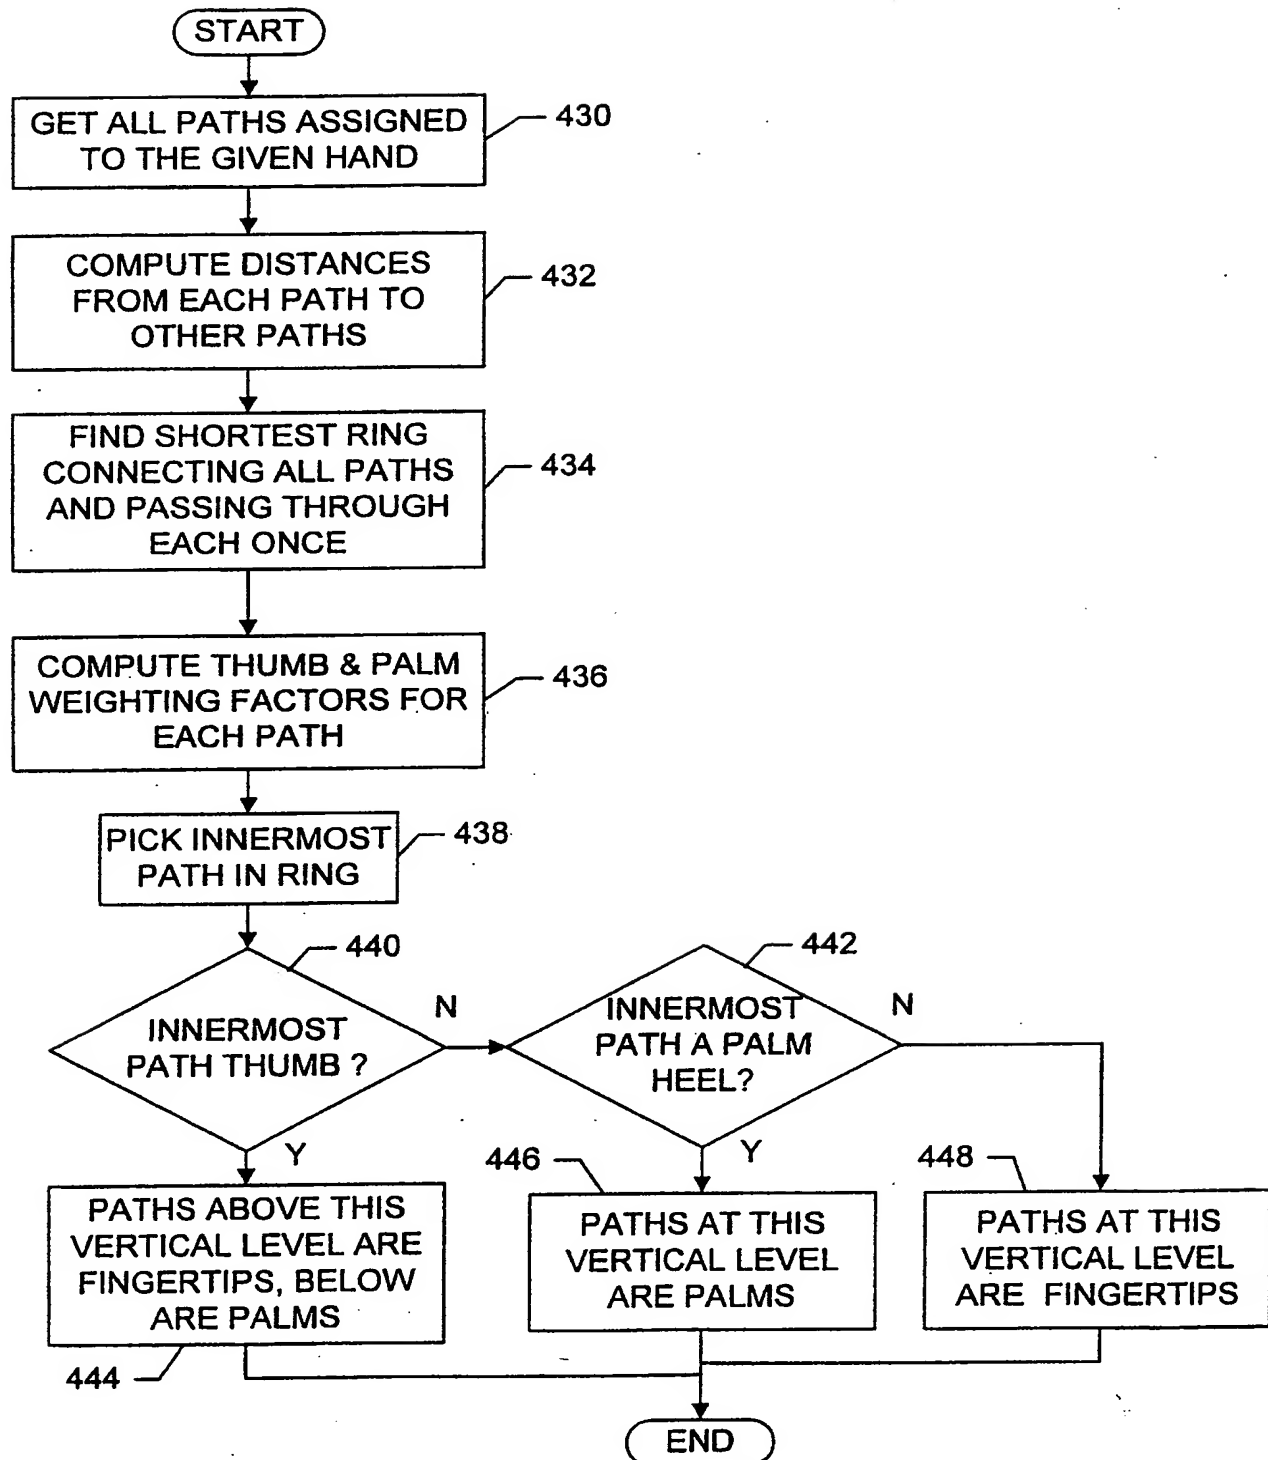 START
GET ALL PATHS ASSIGNED
TO THE GIVEN HAND
430
COMPUTE DISTANCES
FROM EACH PATH TO
OTHER PATHS
432
FIND SHORTEST RING
CONNECTING ALL PATHS
AND PASSING THROUGH
EACH ONCE
434
COMPUTE THUMB & PALM
WEIGHTING FACTORS FOR
EACH PATH
436
PICK INNERMOST
PATH IN RING
438
440
INNERMOST
PATH THUMB ?
N
Y
442
INNERMOST
PATH A PALM
HEEL?
N
Y
PATHS ABOVE THIS
VERTICAL LEVEL ARE
FINGERTIPS, BELOW
ARE PALMS
444
446
PATHS AT THIS
VERTICAL LEVEL
ARE PALMS
448
PATHS AT THIS
VERTICAL LEVEL
ARE FINGERTIPS
END